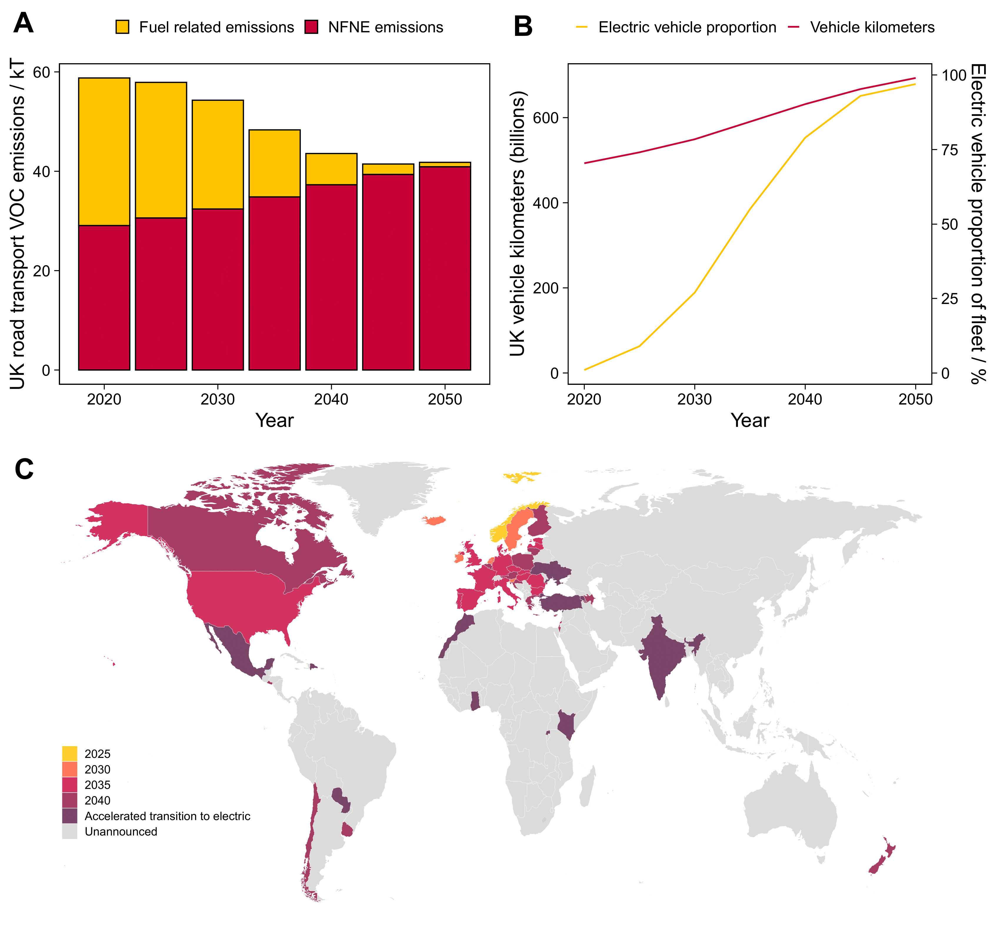 A
Fuel related emissions
NFNE emissions
UK road transport VOC emissions / kT
60
40
20
0
2020
2030
2040
2050
Year
B
Electric vehicle proportion
Vehicle kilometers
UK vehicle kilometers (billions)
600
400
200
0
100
75
50
25
0
Electric vehicle proportion of fleet / %
2020
2030
2040
2050
Year
C
2025
2030
2035
2040
Accelerated transition to electric
Unannounced